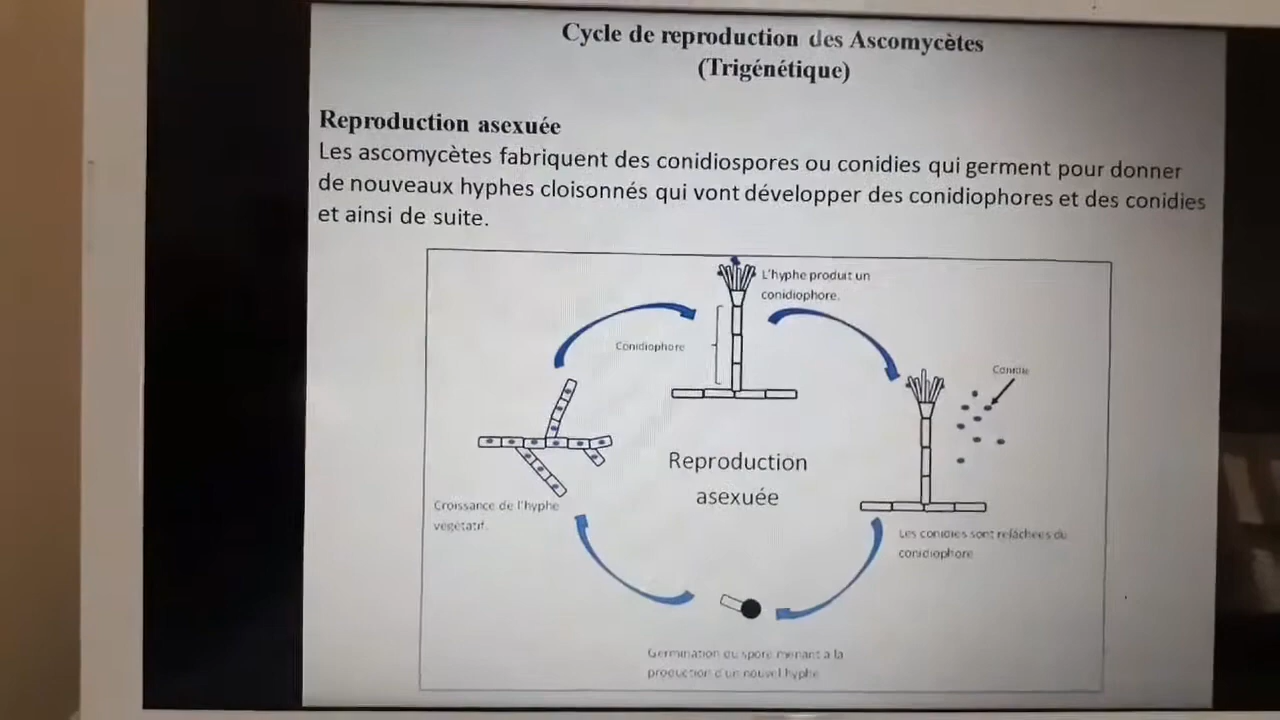 Cycle de reproduction des Ascomycètes
(Trigénétique)
Reproduction asexuée
Les ascomycètes fabriquent des conidiospores ou conidies qui germent pour donner
de nouveaux hyphes cloisonnés qui vont développer des conidiophores et des conidies
et ainsi de suite.
L'hyphe produit un
conidiophore.
Conidiophore
Conidie
Reproduction
asexuée
Croissance de l'hyphe
végétatif.
Les conidies sont relâchées du
conidiophore
Germination du spore menant à la
production d'un nouvel hyphe